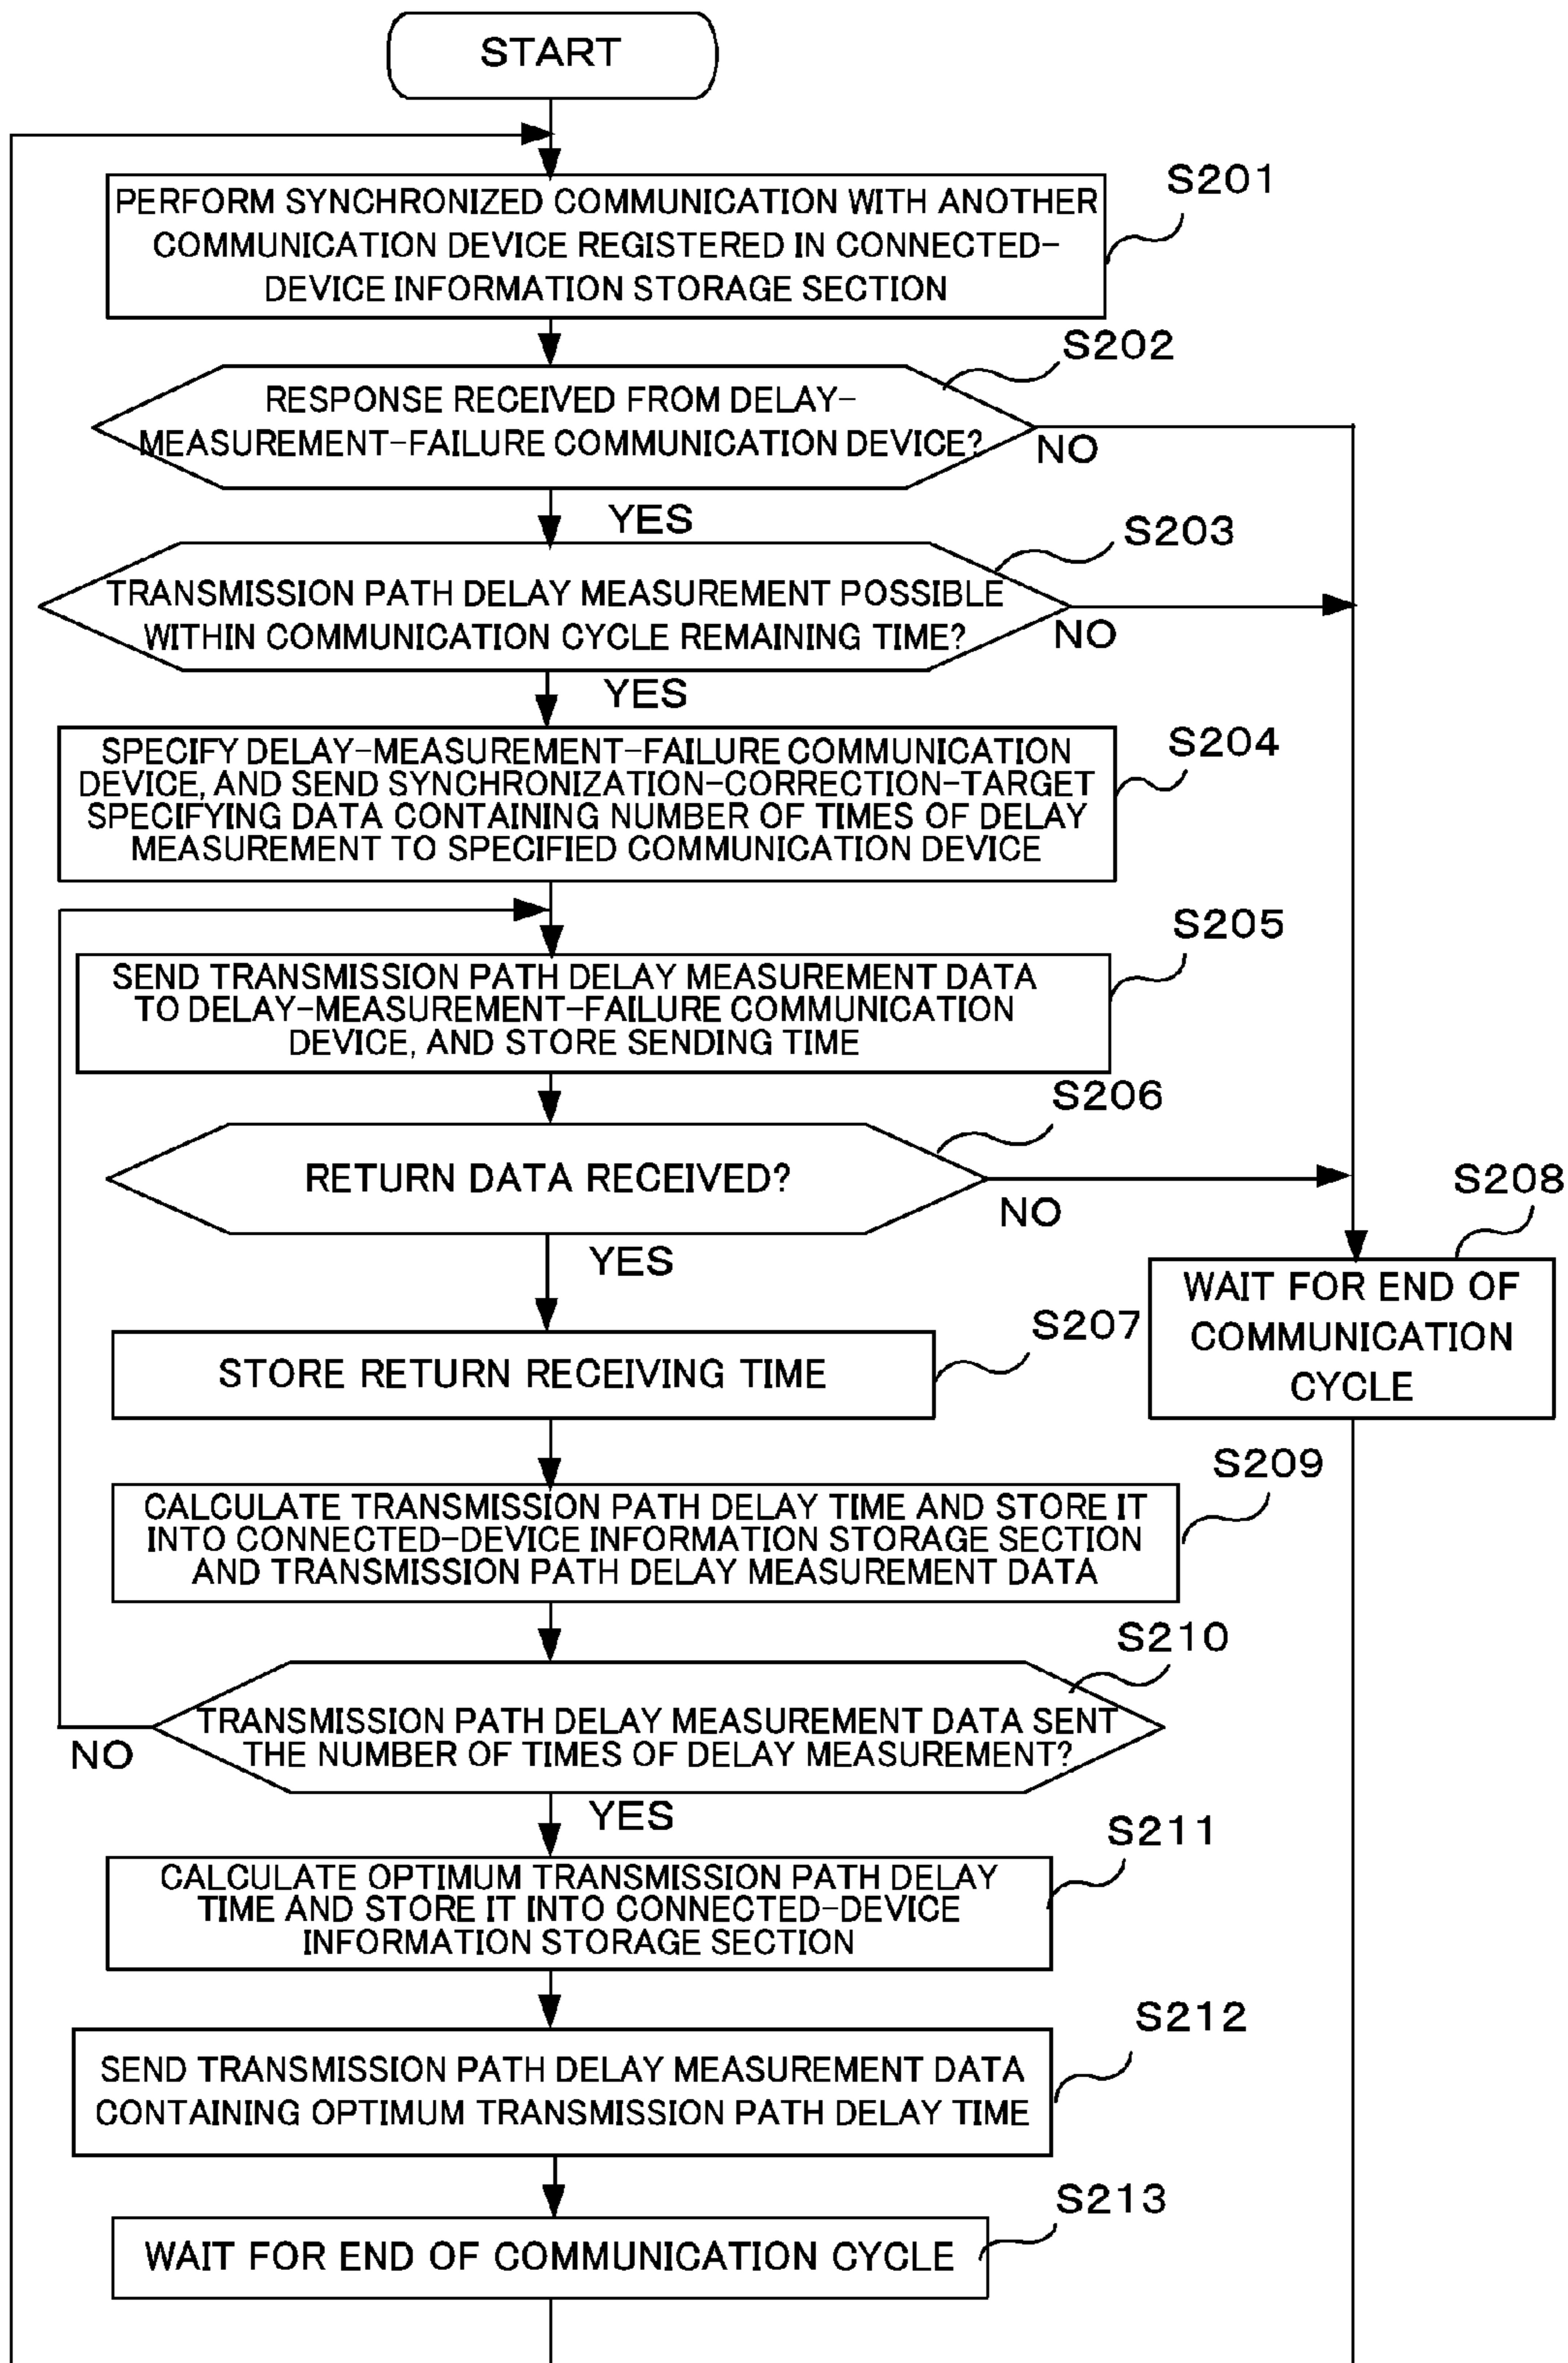 START
S201
PERFORM SYNCHRONIZED COMMUNICATION WITH ANOTHER
COMMUNICATION DEVICE REGISTERED IN CONNECTED-
DEVICE INFORMATION STORAGE SECTION
S202
RESPONSE RECEIVED FROM DELAY-
MEASUREMENT-FAILURE COMMUNICATION DEVICE?
NO
YES
S203
TRANSMISSION PATH DELAY MEASUREMENT POSSIBLE
WITHIN COMMUNICATION CYCLE REMAINING TIME?
NO
YES
S204
SPECIFY DELAY-MEASUREMENT-FAILURE COMMUNICATION
DEVICE, AND SEND SYNCHRONIZATION-CORRECTION-TARGET
SPECIFYING DATA CONTAINING NUMBER OF TIMES OF DELAY
MEASUREMENT TO SPECIFIED COMMUNICATION DEVICE
S205
SEND TRANSMISSION PATH DELAY MEASUREMENT DATA
TO DELAY-MEASUREMENT-FAILURE COMMUNICATION
DEVICE, AND STORE SENDING TIME
S206
RETURN DATA RECEIVED?
NO
YES
S208
WAIT FOR END OF
COMMUNICATION
CYCLE
S207
STORE RETURN RECEIVING TIME
S209
CALCULATE TRANSMISSION PATH DELAY TIME AND STORE IT
INTO CONNECTED-DEVICE INFORMATION STORAGE SECTION
AND TRANSMISSION PATH DELAY MEASUREMENT DATA
S210
TRANSMISSION PATH DELAY MEASUREMENT DATA SENT
THE NUMBER OF TIMES OF DELAY MEASUREMENT?
NO
YES
S211
CALCULATE OPTIMUM TRANSMISSION PATH DELAY
TIME AND STORE IT INTO CONNECTED-DEVICE
INFORMATION STORAGE SECTION
S212
SEND TRANSMISSION PATH DELAY MEASUREMENT DATA
CONTAINING OPTIMUM TRANSMISSION PATH DELAY TIME
S213
WAIT FOR END OF COMMUNICATION CYCLE